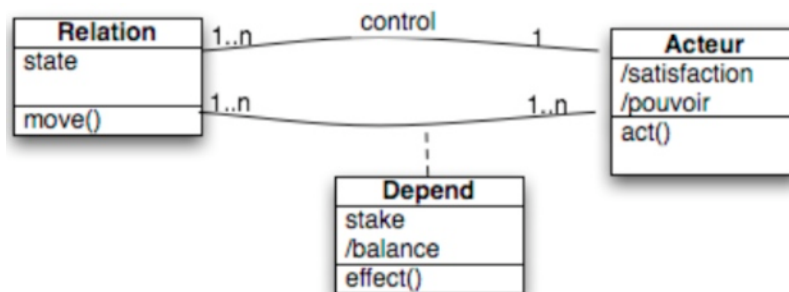 control
Relation
1..n
1
state
move()
1..n
1..n
Acteur
/satisfaction
/pouvoir
act()
Depend
stake
/balance
effect()